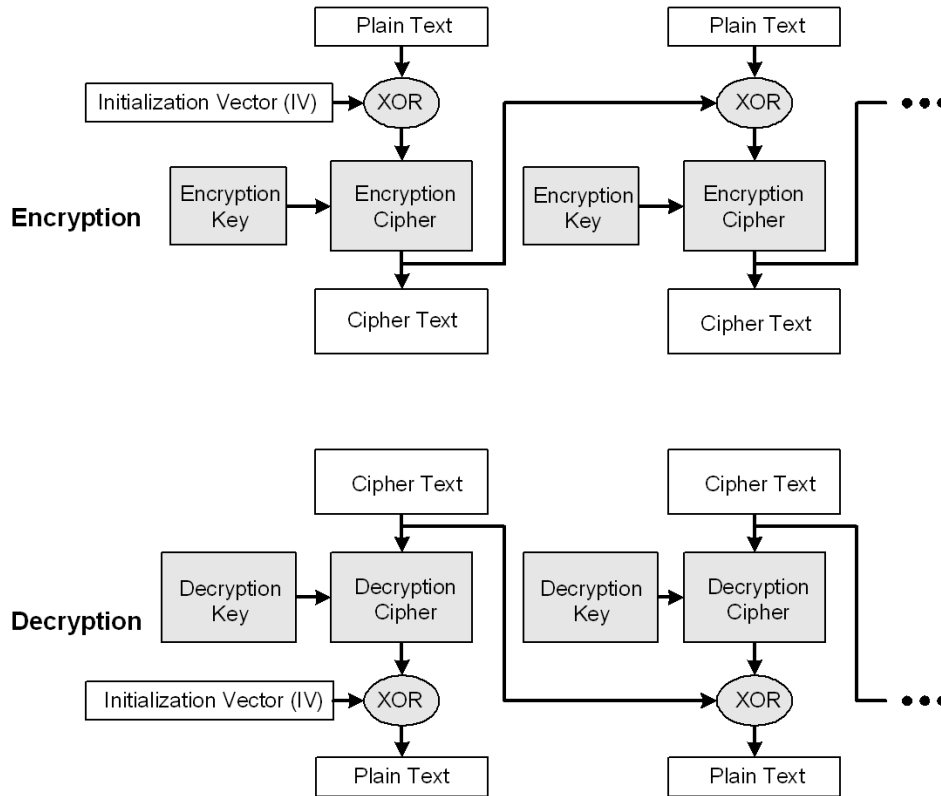 Plain Text
Plain Text
Initialization Vector (IV)
XOR
XOR
Encryption
Encryption
Key
Encryption
Cipher
Encryption
Key
Encryption
Cipher
Cipher Text
Cipher Text
Cipher Text
Cipher Text
Decryption
Decryption
Key
Decryption
Cipher
Decryption
Key
Decryption
Cipher
Initialization Vector (IV)
XOR
XOR
Plain Text
Plain Text